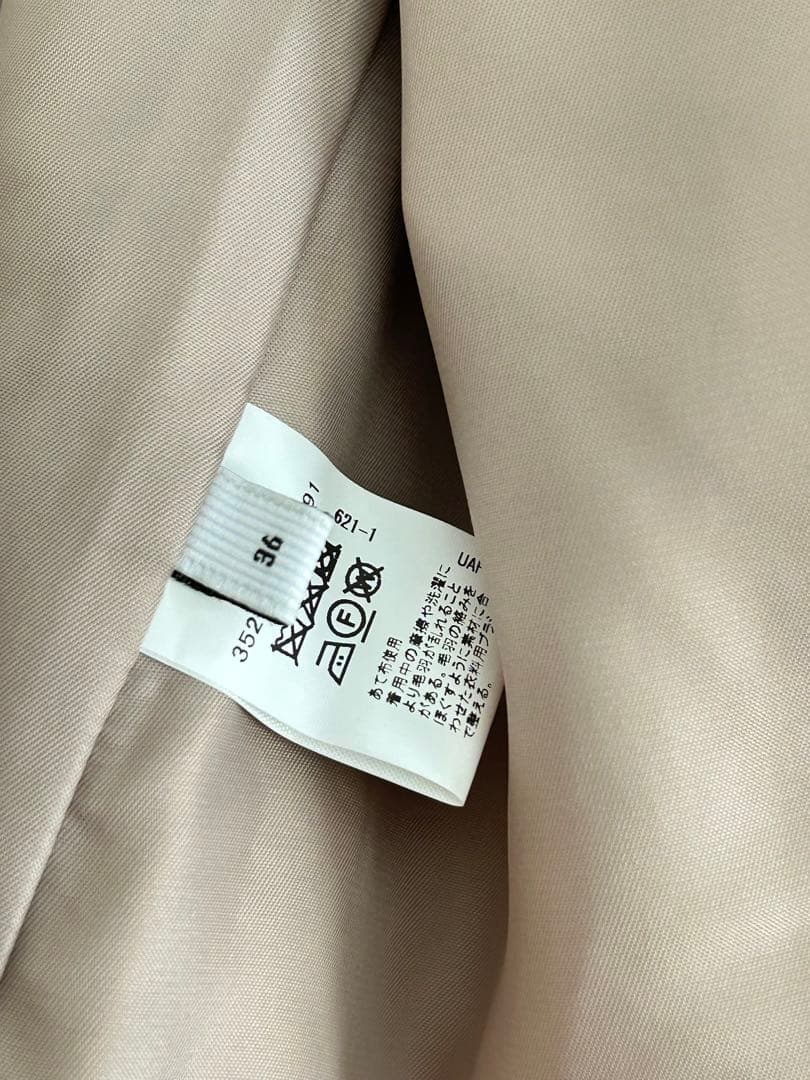 91
621-1
36
352
UA
F
あて布使用
着用中の摩擦や洗濯に
より毛羽が乱れること
がある。毛羽の絡みを
ほぐすように素材に合
わせた衣料用ブラ
で整える。